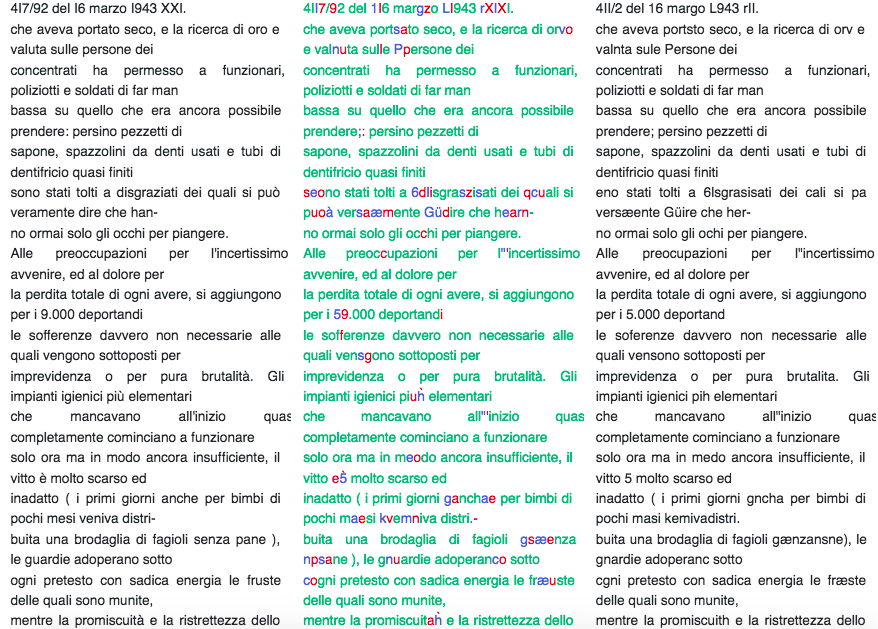 4I7/92 del I6 marzo I943 XXI.
che aveva portato seco, e la ricerca di oro e
valuta sulle persone dei
concentrati ha permesso a funzionari,
poliziotti e soldati di far man
bassa su quello che era ancora possibile
prendere: persino pezzetti di
sapone, spazzolini da denti usati e tubi di
dentifricio quasi finiti
sono stati tolti a disgraziati dei quali si può
veramente dire che han-
no ormai solo gli occhi per piangere.
Alle preoccupazioni per l'incertissimo
avvenire, ed al dolore per
la perdita totale di ogni avere, si aggiungono
per i 9.000 deportandi
le sofferenze davvero non necessarie alle
quali vengono sottoposti per
imprevidenza o per pura brutalità. Gli
impianti igienici più elementari
che mancavano all'inizio quas
completamente cominciano a funzionare
solo ora ma in modo ancora insufficiente, il
vitto è molto scarso ed
inadatto ( i primi giorni anche per bimbi di
pochi mesi veniva distri-
buita una brodaglia di fagioli senza pane ),
le guardie adoperano sotto
ogni pretesto con sadica energia le fruste
delle quali sono munite,
mentre la promiscuità e la ristrettezza dello
4II7/92 del 1I6 margzo LI943 rXIXI.
che aveva portsato seco, e la ricerca di orvo
e valnuta sulle Ppersone dei
concentrati ha permesso a funzionari,
poliziotti e soldati di far man
bassa su quello che era ancora possibile
prendere;: persino pezzetti di
sapone, spazzolini da denti usati e tubi di
dentifricio quasi finiti
seono stati tolti a 6dlisgraszisati dei qcuali si
puoà versaæmente Güdire che hearn-
no ormai solo gli occhi per piangere.
Alle preoccupazioni per l"'incertissimo
avvenire, ed al dolore per
la perdita totale di ogni avere, si aggiungono
per i 59.000 deportandi
le sofferenze davvero non necessarie alle
quali vensgono sottoposti per
imprevidenza o per pura brutalità. Gli
impianti igienici piuh̀ elementari
che mancavano all"'inizio quas
completamente cominciano a funzionare
solo ora ma in meodo ancora insufficiente, il
vitto e5̀ molto scarso ed
inadatto ( i primi giorni ganchae per bimbi di
pochi maesi kvemniva distri.-
buita una brodaglia di fagioli gsæenza
npsane ), le gnuardie adoperanco sotto
cogni pretesto con sadica energia le fræuste
delle quali sono munite,
mentre la promiscuitah̀ e la ristrettezza dello
4II/2 del 16 margo L943 rII.
che aveva portsto seco, e la ricerca di orv e
valnta sule Persone dei
concentrati ha permesso a funzionari,
poliziotti e soldati di far man
bassa su quello che era ancora possibile
prendere; persino pezzetti di
sapone, spazzolini da denti usati e tubi di
dentifricio quasi finiti
eno stati tolti a 6lsgrasisati dei cali si pa
versæente Güire che her-
no ormai solo gli ochi per piangere.
Alle preoccupazioni per l"incertissimo
avvenire, ed al dolore per
la perdita totale di ogni avere, si aggiungono
per i 5.000 deportand
le soferenze davvero non necessarie alle
quali vensono sottoposti per
imprevidenza o per pura brutalita. Gli
impianti igienici pih elementari
che mancavano all"inizio quas
completamente cominciano a funzionare
solo ora ma in medo ancora insufficiente, il
vitto 5 molto scarso ed
inadatto ( i primi giorni gncha per bimbi di
pochi masi kemivadistri.
buita una brodaglia di fagioli gænzansne), le
gnardie adoperanc sotto
cgni pretesto con sadica energia le fræste
delle quali sono munite,
mentre la promiscuith e la ristrettezza dello